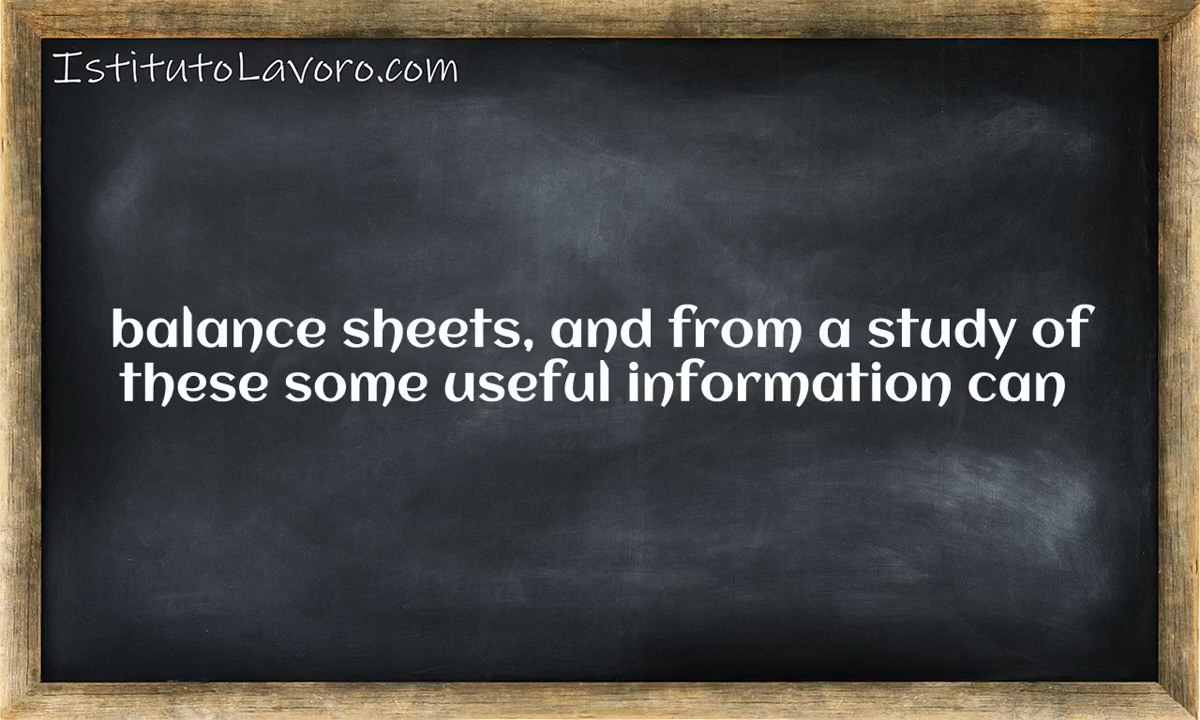 IstitutoLavoro.com
balance sheets, and from a study of
these some useful information can